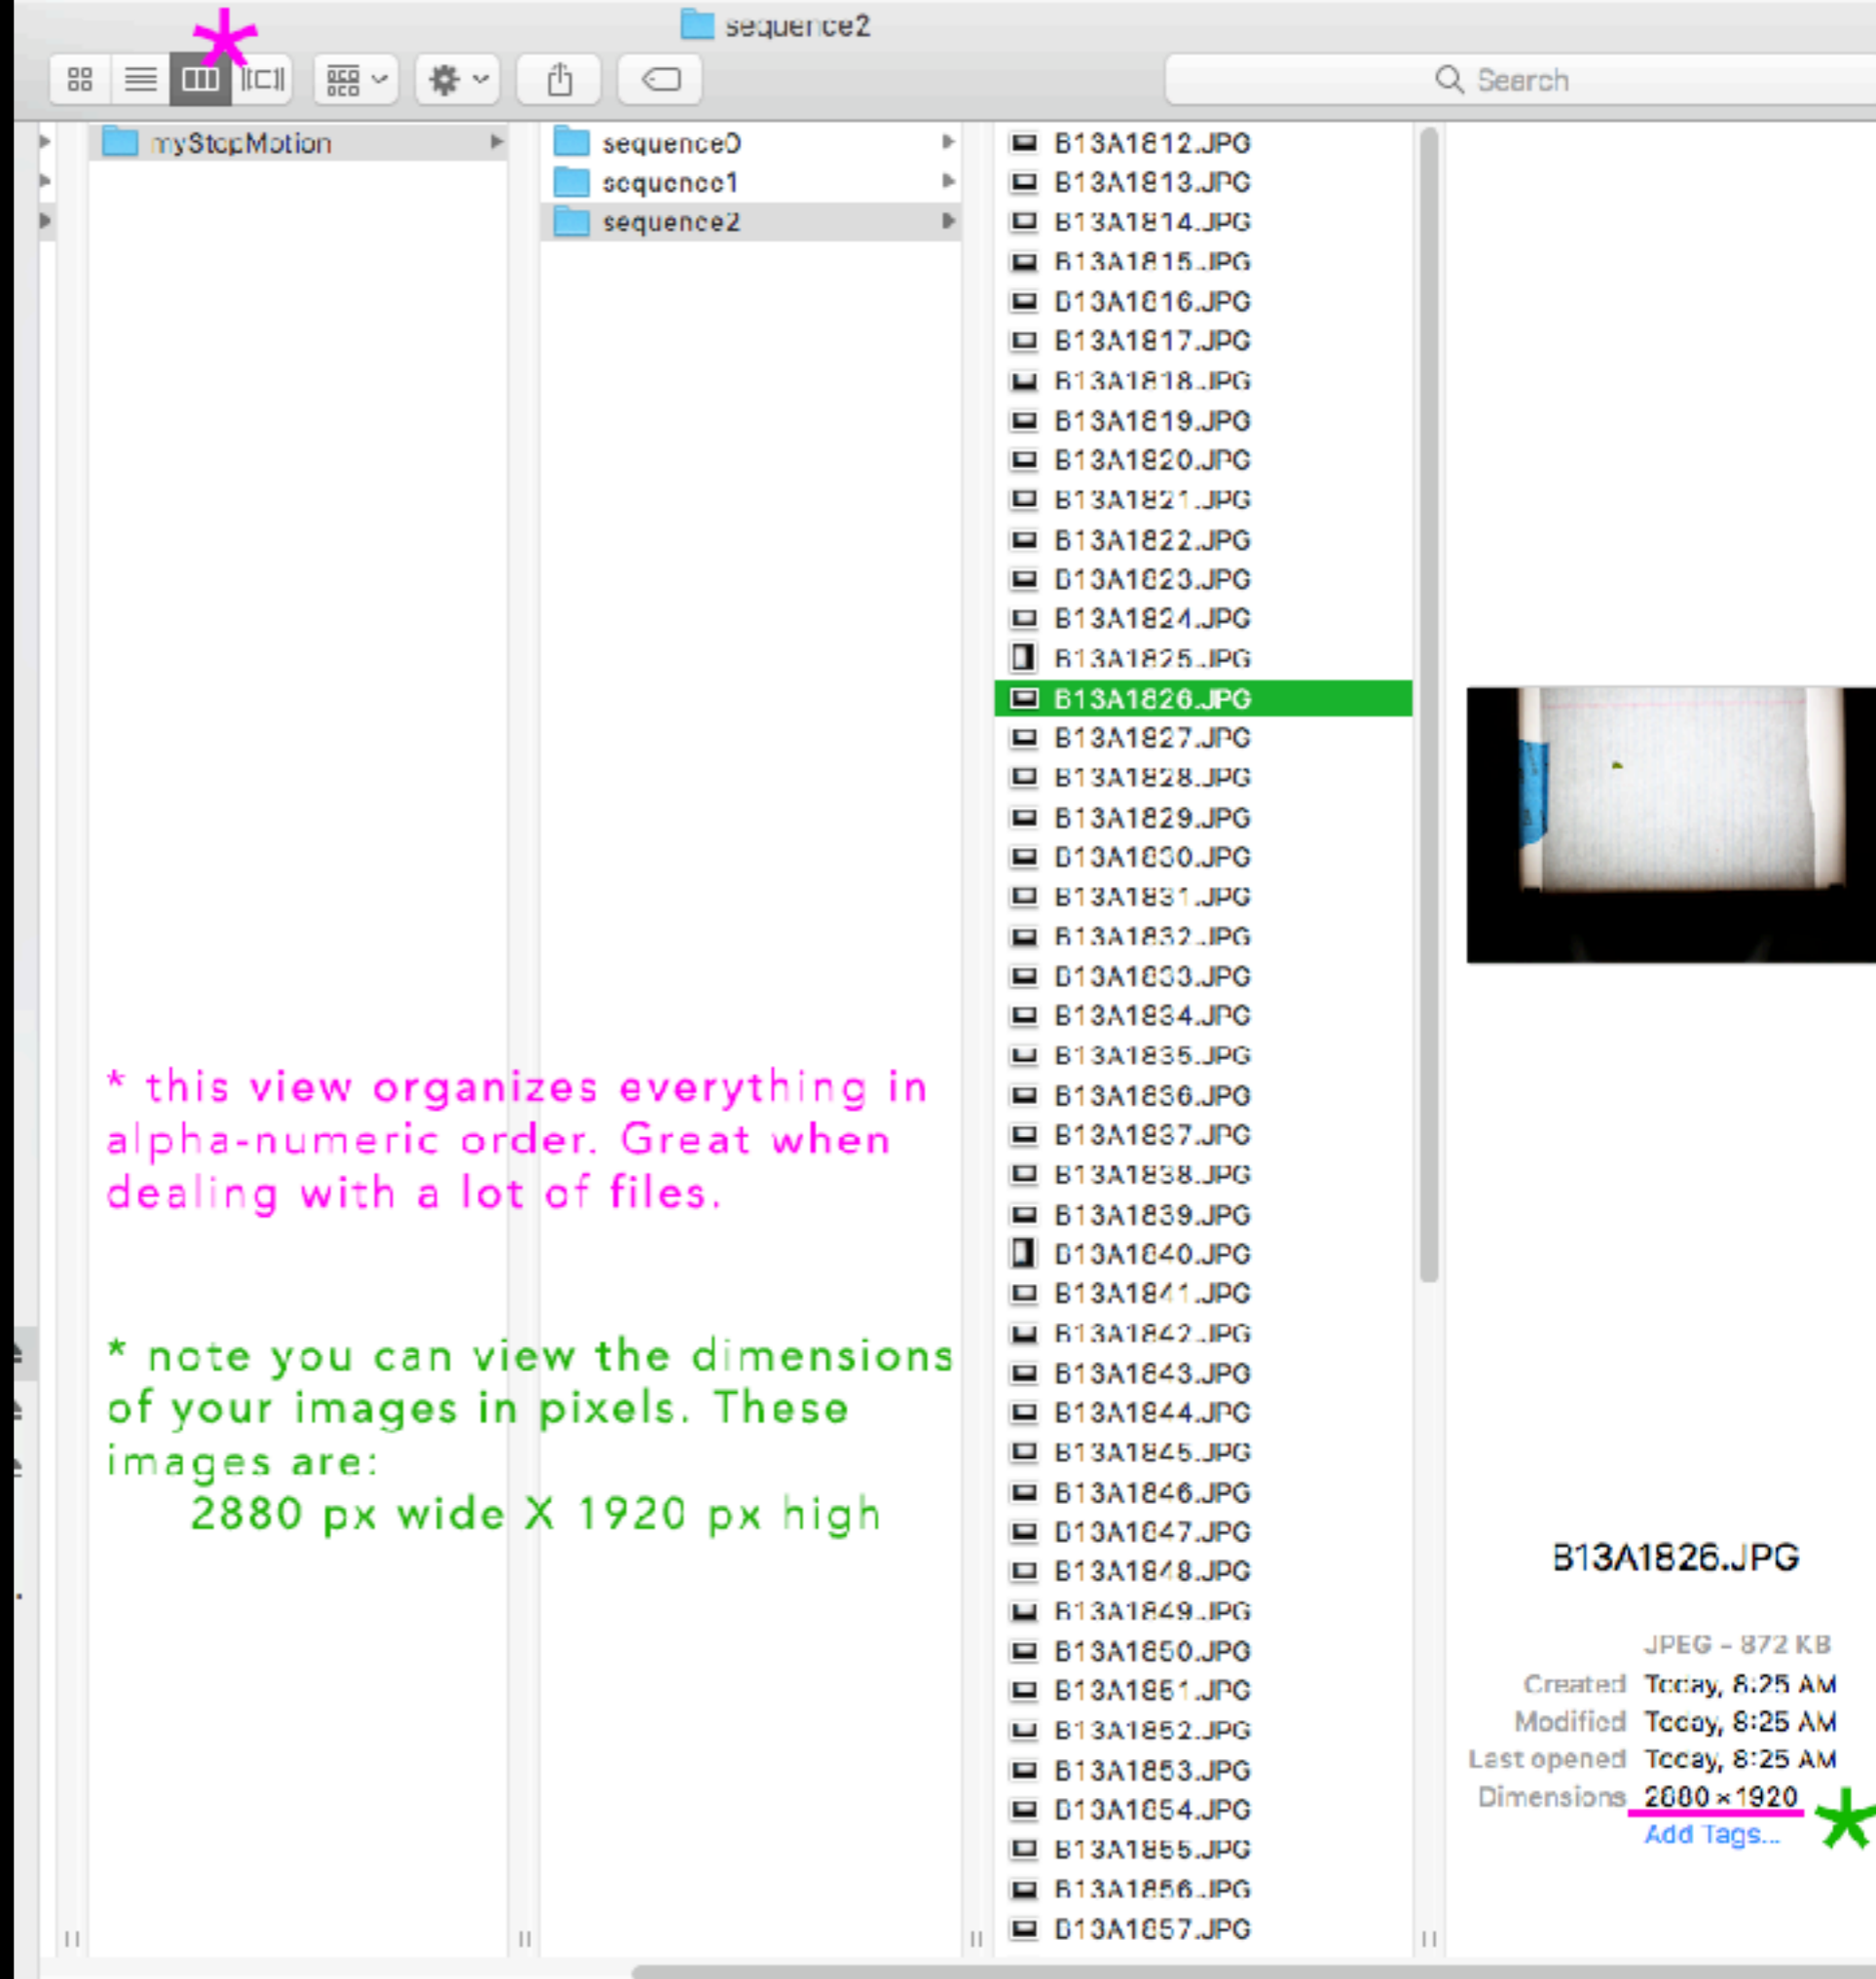 sequence2
Search
myStopMotion
sequence0
sequence1
sequence2
B13A1812.JPG
B13A1813.JPG
B13A1814.JPG
B13A1815.JPG
B13A1816.JPG
B13A1817.JPG
B13A1818.JPG
B13A1819.JPG
B13A1820.JPG
B13A1821.JPG
B13A1822.JPG
B13A1823.JPG
B13A1824.JPG
B13A1825.JPG
B13A1826.JPG
B13A1827.JPG
B13A1828.JPG
B13A1829.JPG
B13A1830.JPG
B13A1831.JPG
B13A1832.JPG
B13A1833.JPG
B13A1834.JPG
B13A1835.JPG
B13A1836.JPG
B13A1837.JPG
B13A1838.JPG
B13A1839.JPG
B13A1840.JPG
B13A1841.JPG
B13A1842.JPG
B13A1843.JPG
B13A1844.JPG
B13A1845.JPG
B13A1846.JPG
B13A1847.JPG
B13A1848.JPG
B13A1849.JPG
B13A1850.JPG
B13A1851.JPG
B13A1852.JPG
B13A1853.JPG
B13A1854.JPG
B13A1855.JPG
B13A1856.JPG
B13A1857.JPG
* this view organizes everything in
alpha-numeric order. Great when
dealing with a lot of files.
* note you can view the dimensions
of your images in pixels. These
images are:
2880 px wide X 1920 px high
B13A1826.JPG
JPEG - 872 KB
Created Today, 8:25 AM
Modified Today, 8:25 AM
Last opened Today, 8:25 AM
Dimensions 2880 × 1920
Add Tags...